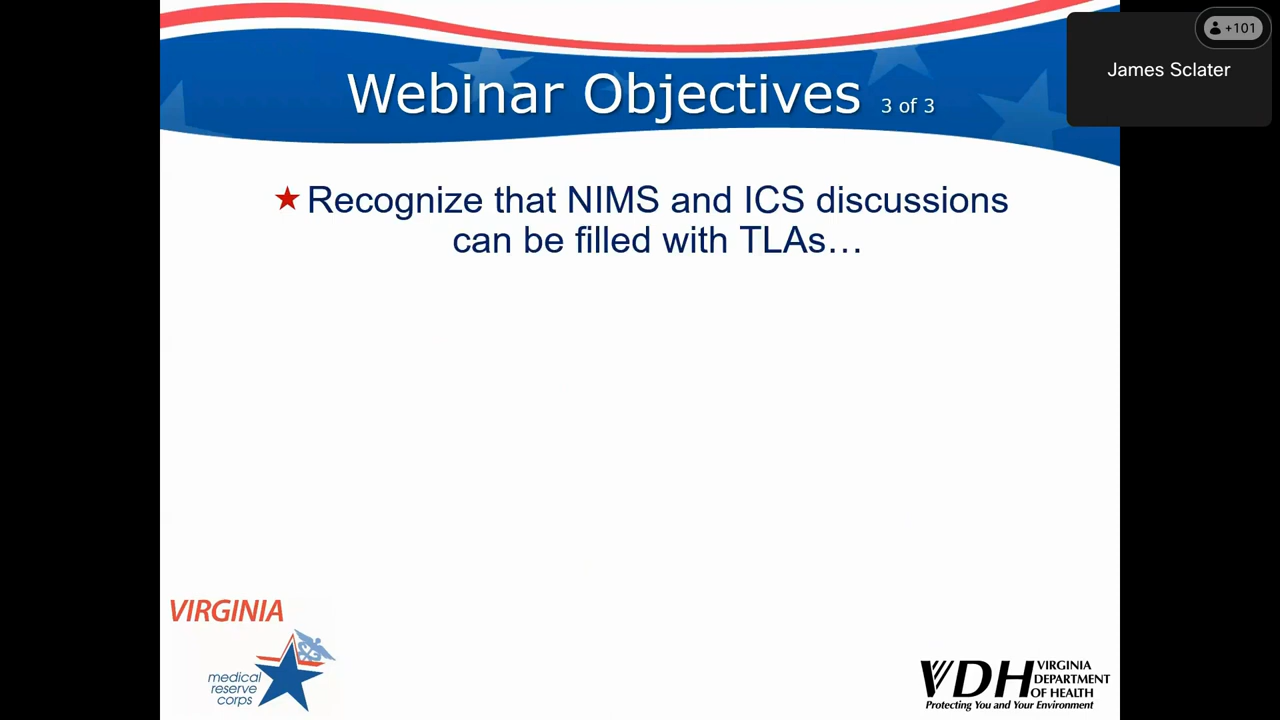 +101
James Sclater
Webinar Objectives 3 of 3
Recognize that NIMS and ICS discussions
can be filled with TLAs…
VIRGINIA
medical
reserve
corps
VDH VIRGINIA
DEPARTMENT
OF HEALTH
Protecting You and Your Environment